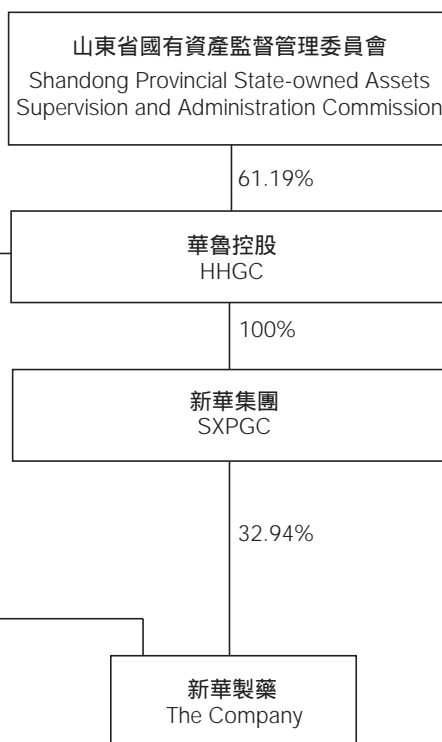 山東省國有資產監督管理委員會
Shandong Provincial State-owned Assets
Supervision and Administration Commission
61.19%
華魯控股
HHGC
100%
新華集團
SXPGC
32.94%
新華製藥
The Company